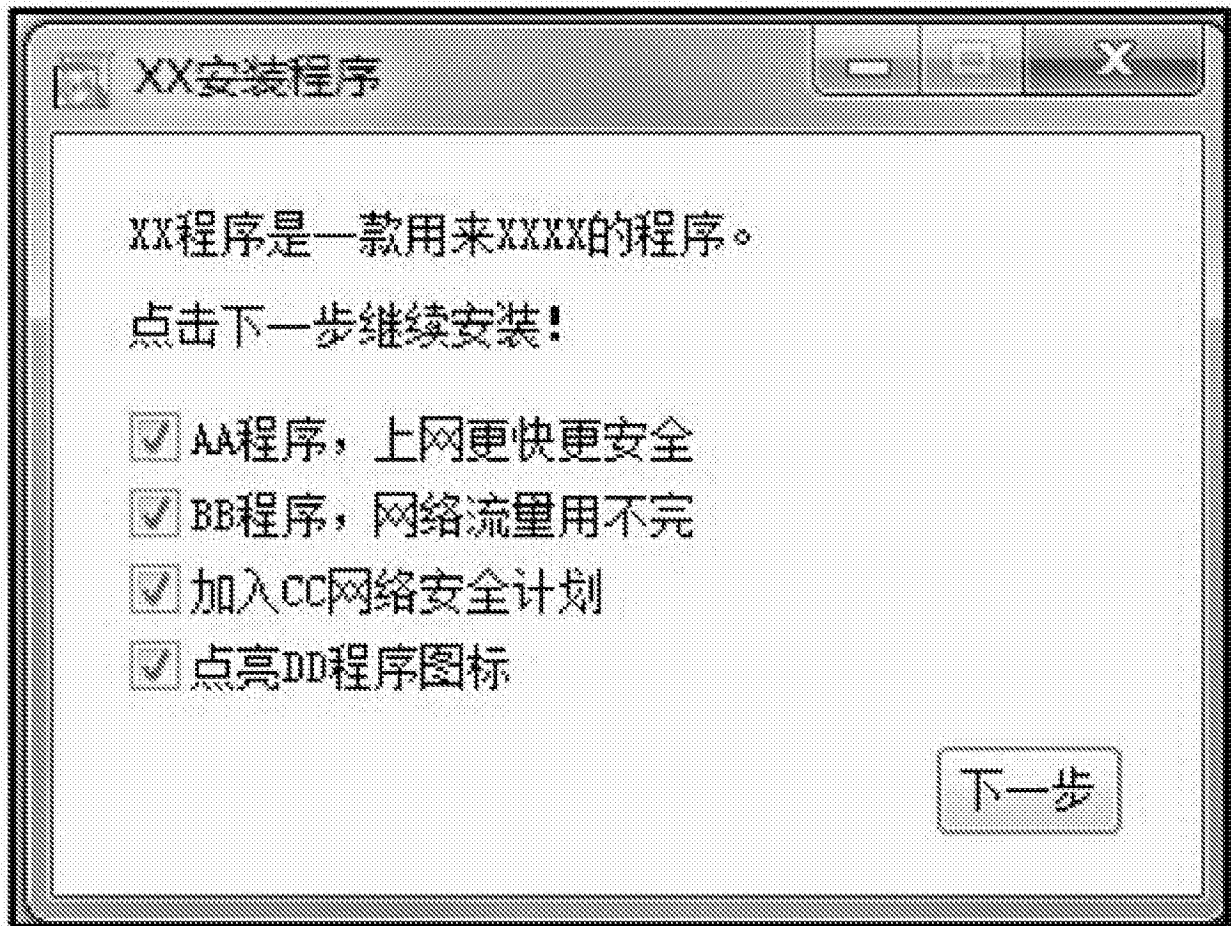 XX安装程序
XX程序是一款用来XXXX的程序。
点击下一步继续安装!
AA程序，上网更快更安全
BB程序，网络流量用不完
加入CC网络安全计划
点亮DD程序图标
下一步